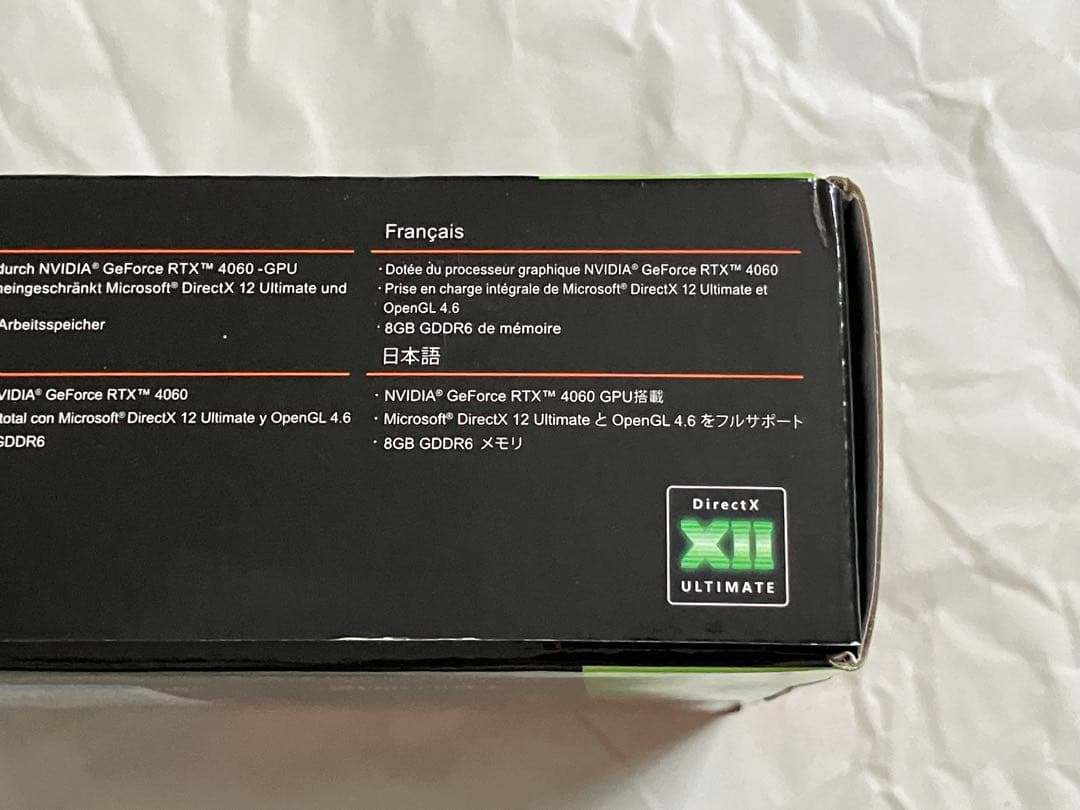 durch NVIDIA® GeForce RTX™ 4060 -GPU
neingeschränkt Microsoft® DirectX 12 Ultimate und
Arbeitsspeicher
VIDIA® GeForce RTX™ 4060
total con Microsoft® DirectX 12 Ultimate y OpenGL 4.6
GDDR6
Français
· Dotée du processeur graphique NVIDIA® GeForce RTX™ 4060
· Prise en charge intégrale de Microsoft® DirectX 12 Ultimate et
OpenGL 4.6
· 8GB GDDR6 de mémoire
日本語
· NVIDIA® GeForce RTX™ 4060 GPU搭載
· Microsoft® DirectX 12 Ultimate と OpenGL 4.6 をフルサポート
· 8GB GDDR6 メモリ
DirectX
XII
ULTIMATE